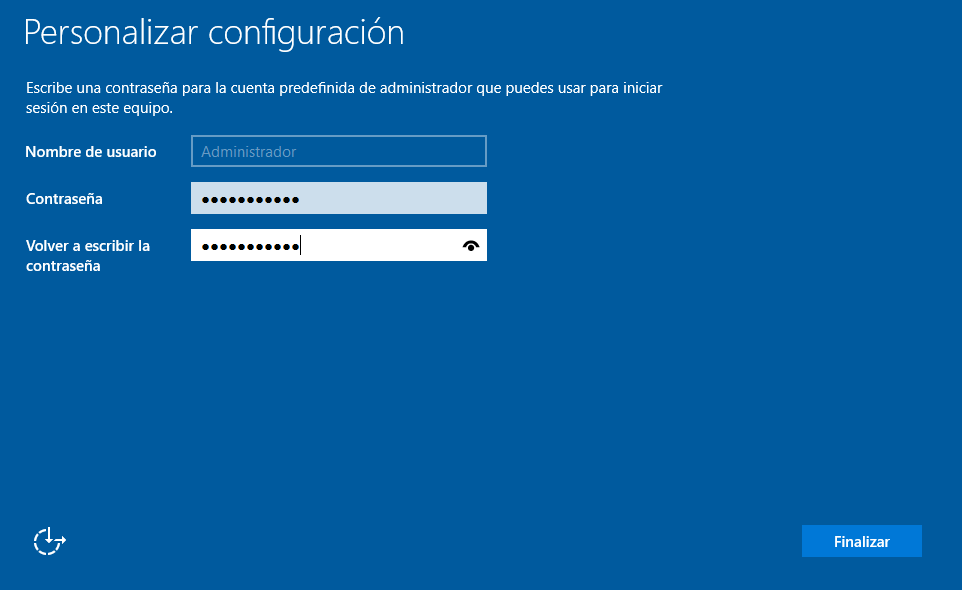 Personalizar configuración
Escribe una contraseña para la cuenta predefinida de administrador que puedes usar para iniciar
sesión en este equipo.
Nombre de usuario
Administrador
Contraseña
●●●●●●●●●●●
Volver a escribir la
contraseña
●●●●●●●●●●●
Finalizar